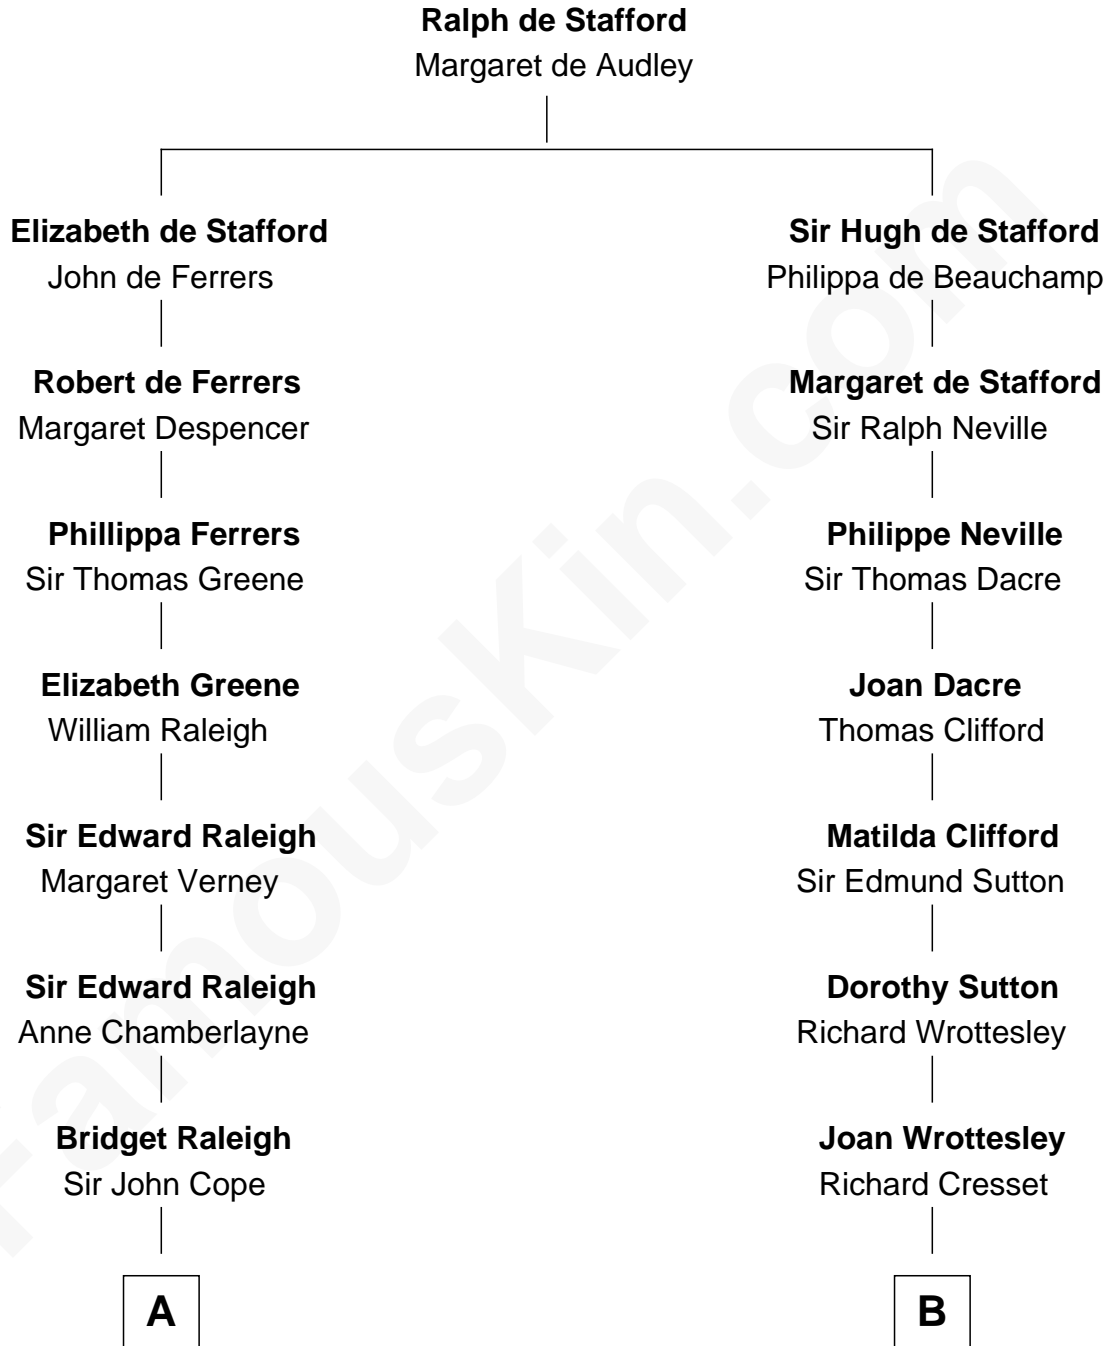 Ralph de Stafford
Margaret de Audley
Elizabeth de Stafford
John de Ferrers
Robert de Ferrers
Margaret Despencer
Phillippa Ferrers
Sir Thomas Greene
Elizabeth Greene
William Raleigh
Sir Edward Raleigh
Margaret Verney
Sir Edward Raleigh
Anne Chamberlayne
Bridget Raleigh
Sir John Cope
A
Sir Hugh de Stafford
Philippa de Beauchamp
Margaret de Stafford
Sir Ralph Neville
Philippe Neville
Sir Thomas Dacre
Joan Dacre
Thomas Clifford
Matilda Clifford
Sir Edmund Sutton
Dorothy Sutton
Richard Wrottesley
Joan Wrottesley
Richard Cresset
B
FamousKin.com